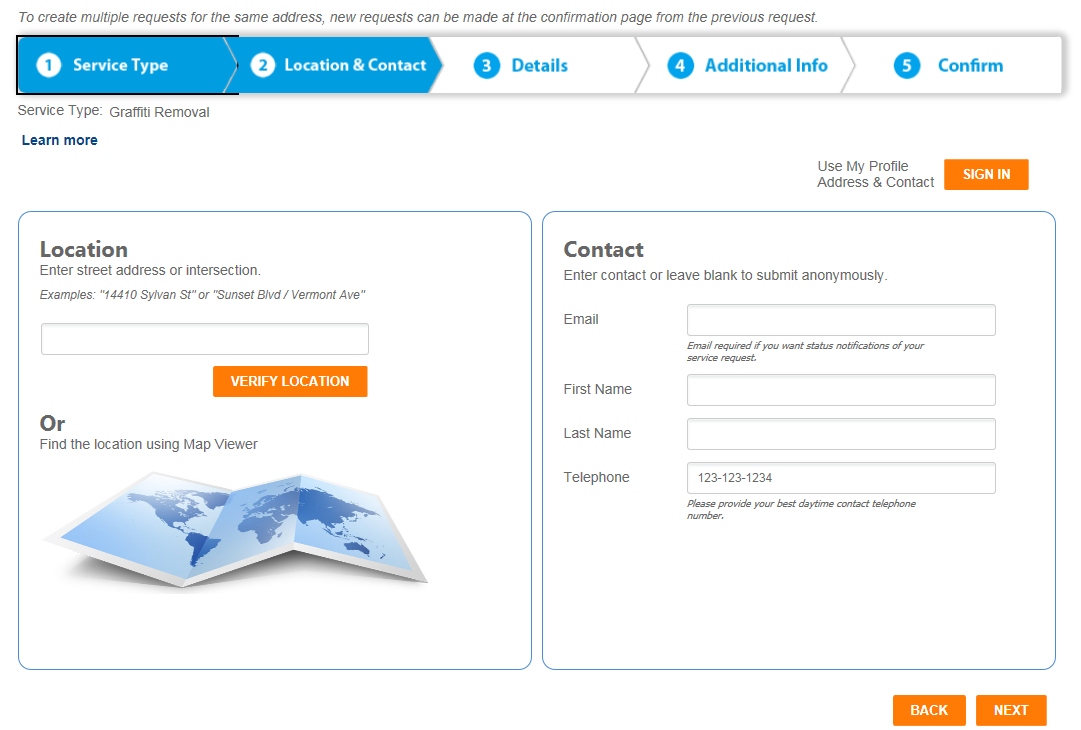 To create multiple requests for the same address, new requests can be made at the confirmation page from the previous request.
1 Service Type
2 Location & Contact
3 Details
4 Additional Info
5 Confirm
Service Type: Graffiti Removal
Learn more
Use My Profile
Address & Contact
SIGN IN
Location
Enter street address or intersection.
Examples: "14410 Sylvan St" or "Sunset Blvd / Vermont Ave"
VERIFY LOCATION
Or
Find the location using Map Viewer
Contact
Enter contact or leave blank to submit anonymously.
Email
Email required if you want status notifications of your
service request.
First Name
Last Name
Telephone
123-123-1234
Please provide your best daytime contact telephone
number.
BACK
NEXT